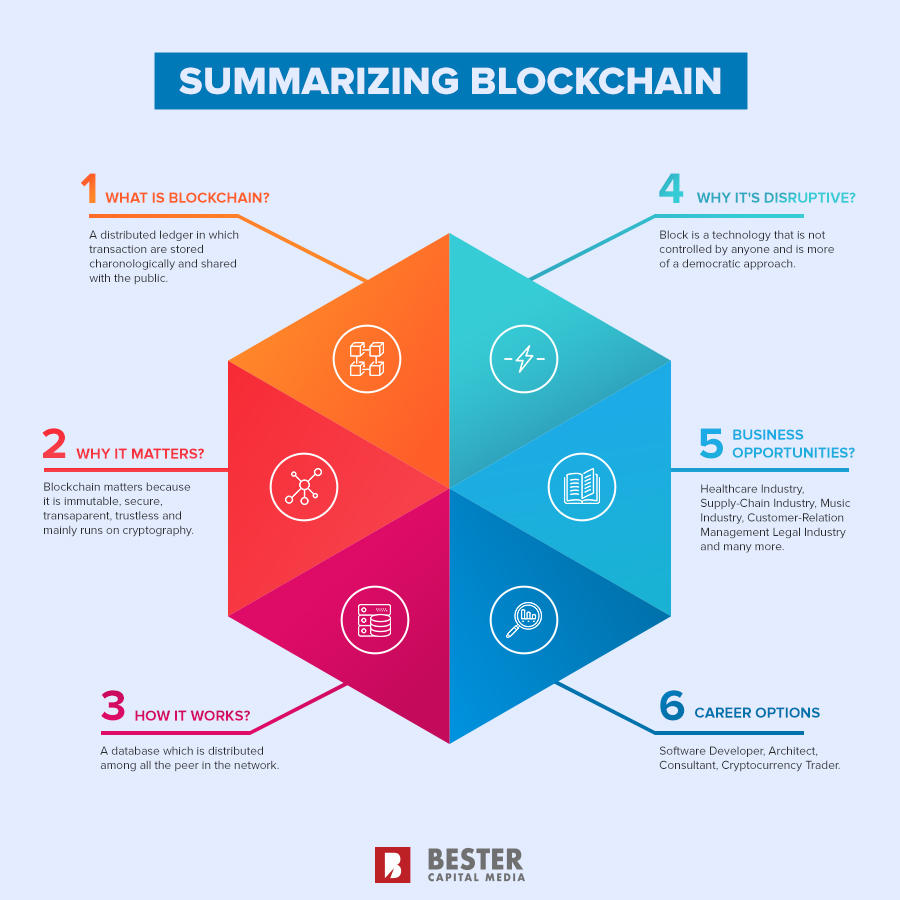 SUMMARIZING BLOCKCHAIN
1 WHAT IS BLOCKCHAIN?
A distributed ledger in which
transaction are stored
charonologically and shared
with the public.
2 WHY IT MATTERS?
Blockchain matters because
it is immutable, secure,
transaparent, trustless and
mainly runs on cryptography.
3 HOW IT WORKS?
A database which is distributed
among all the peer in the network.
4 WHY IT'S DISRUPTIVE?
Block is a technology that is not
controlled by anyone and is more
of a democratic approach.
5 BUSINESS
OPPORTUNITIES?
Healthcare Industry,
Supply-Chain Industry, Music
Industry, Customer-Relation
Management Legal Industry
and many more.
6 CAREER OPTIONS
Software Developer, Architect,
Consultant, Cryptocurrency Trader.
BESTER
CAPITAL MEDIA